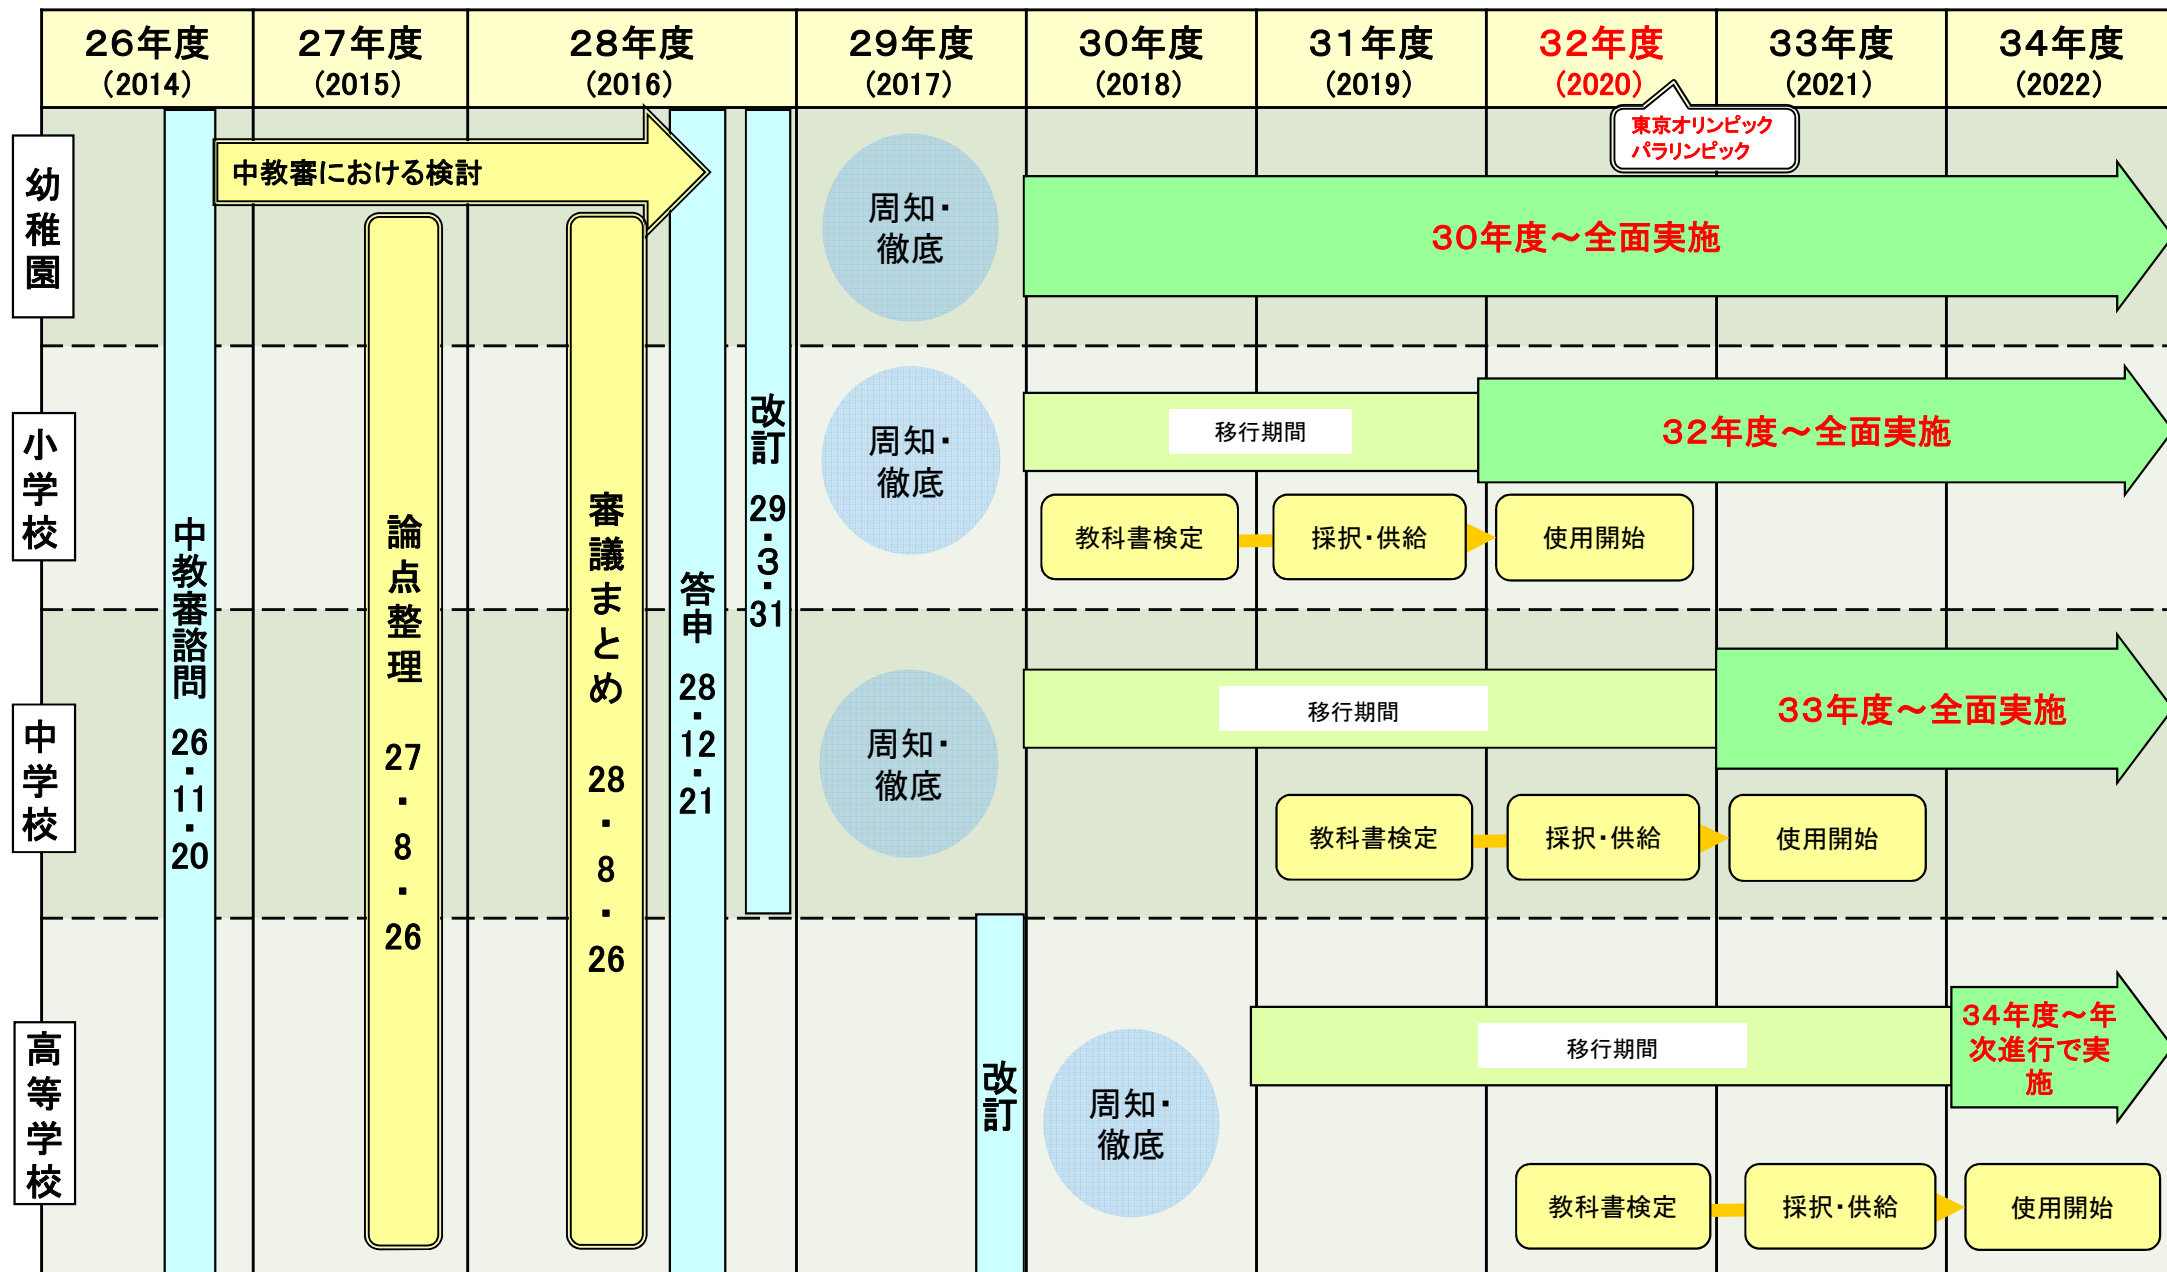 26年度
(2014)
27年度
(2015)
28年度
(2016)
29年度
(2017)
30年度
(2018)
31年度
(2019)
32年度
(2020)
33年度
(2021)
34年度
(2022)
東京オリンピック
パラリンピック
幼稚園
中教審における検討
周知・
徹底
30年度～全面実施
小学校
周知・
徹底
移行期間
32年度～全面実施
教科書検定
採択・供給
使用開始
中教審諮問 26・11・20
論点整理 27・8・26
審議まとめ 28・8・26
答申 28・12・21
改訂 29・3・31
中学校
周知・
徹底
移行期間
33年度～全面実施
教科書検定
採択・供給
使用開始
高等学校
改訂
周知・
徹底
移行期間
34年度～年
次進行で実
施
教科書検定
採択・供給
使用開始